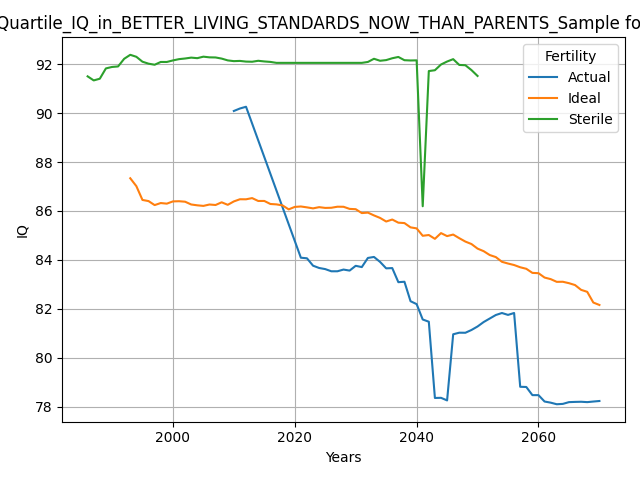 Quartile_IQ_in_BETTER_LIVING_STANDARDS_NOW_THAN_PARENTS_Sample fo
IQ
92
90
88
86
84
82
80
78
2000
2020
2040
2060
Years
Fertility
Actual
Ideal
Sterile